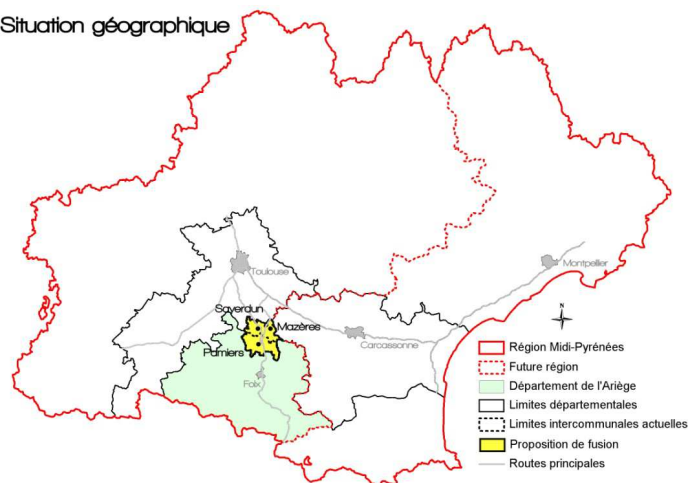 Situation géographique
Toulouse
Montpellier
Saverdun
Mazères
Carcassonne
Pamiers
Foix
N
Région Midi-Pyrénées
Future région
Département de l'Ariège
Limites départementales
Limites intercommunales actuelles
Proposition de fusion
Routes principales